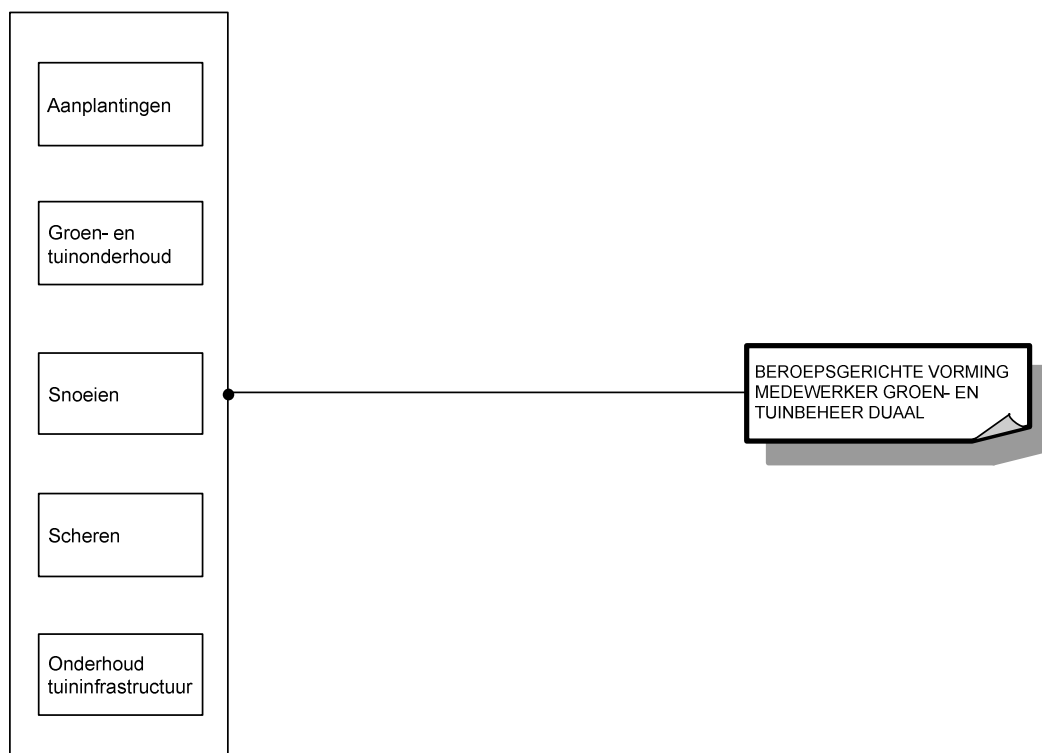 Aanplantingen
Groen- en
tuinonderhoud
Snoeien
Scheren
Onderhoud
tuininfrastructuur
BEROEPSGERICHTE VORMING
MEDEWERKER GROEN- EN
TUINBEHEER DUAAL